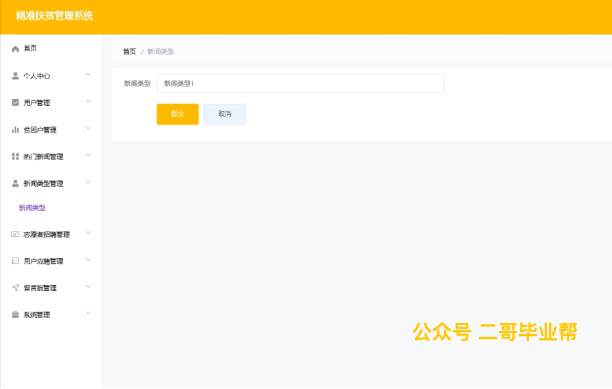 精准扶贫管理系统
首页
个人中心
用户管理
贫困户管理
热门新闻管理
新闻类型管理
新闻类型
志愿者招聘管理
用户应聘管理
留言板管理
系统管理
首页 / 新闻类型
新闻类型 新闻类型1
提交 取消
公众号 二哥毕业帮